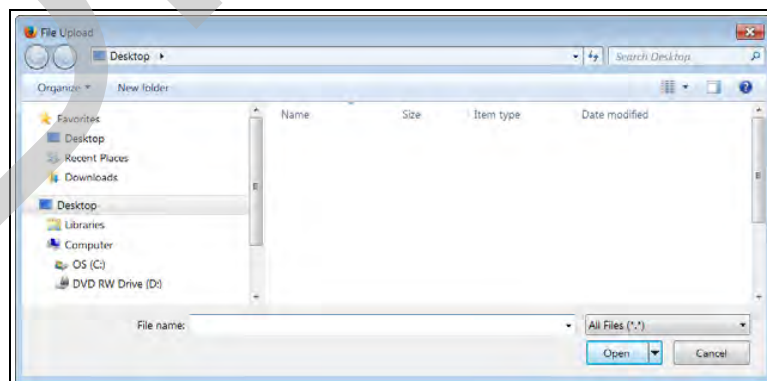 File Upload
Desktop
Search Desktop
Organize New folder
Name Size Item type Date modified
Favorites
Desktop
Recent Places
Downloads
Desktop
Libraries
Computer
OS (C:)
DVD RW Drive (D:)
File name:
All Files (*.*)
Open Cancel